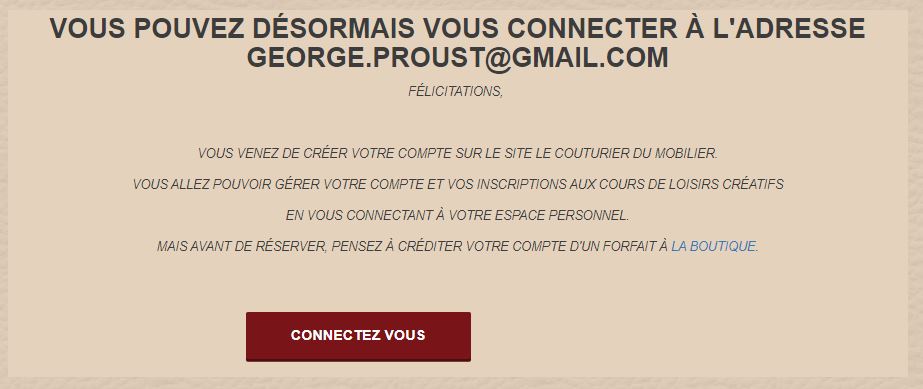 VOUS POUVEZ DÉSORMAIS VOUS CONNECTER À L'ADRESSE
GEORGE.PROUST@GMAIL.COM
FÉLICITATIONS,
VOUS VENEZ DE CRÉER VOTRE COMPTE SUR LE SITE LE COUTURIER DU MOBILIER.
VOUS ALLEZ POUVOIR GÉRER VOTRE COMPTE ET VOS INSCRIPTIONS AUX COURS DE LOISIRS CRÉATIFS
EN VOUS CONNECTANT À VOTRE ESPACE PERSONNEL.
MAIS AVANT DE RÉSERVER, PENSEZ À CRÉDITER VOTRE COMPTE D'UN FORFAIT À LA BOUTIQUE.
CONNECTEZ VOUS